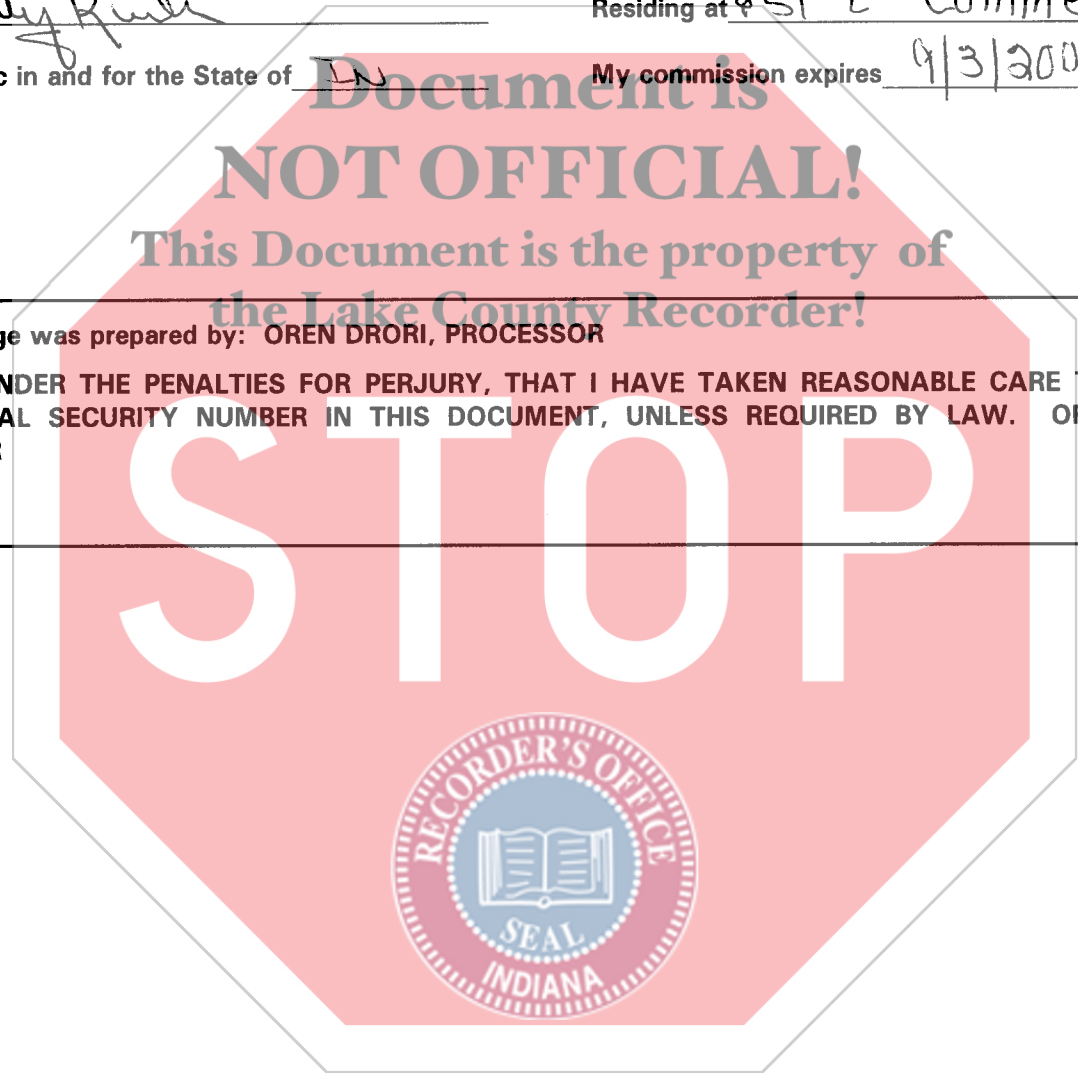 Residing at
c in and for the State of IN My commission expires 9/3/200
Document is
NOT OFFICIAL!
This Document is the property of
the Lake County Recorder!
ge was prepared by: OREN DRORI, PROCESSOR
NDER THE PENALTIES FOR PERJURY, THAT I HAVE TAKEN REASONABLE CARE
AL SECURITY NUMBER IN THIS DOCUMENT, UNLESS REQUIRED BY LAW.
STOP
RECORDER'S OFFICE
SEAL
INDIANA